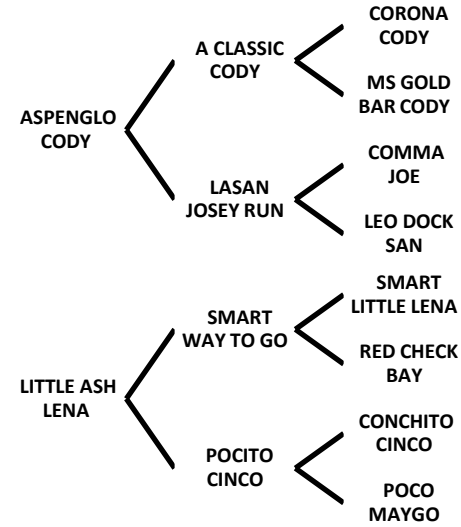 CORONA
CODY
A CLASSIC
CODY
MS GOLD
BAR CODY
ASPENGLO
CODY
COMMA
JOE
LASAN
JOSEY RUN
LEO DOCK
SAN
SMART
LITTLE LENA
SMART
WAY TO GO
RED CHECK
BAY
LITTLE ASH
LENA
CONCHITO
CINCO
POCITO
CINCO
POCO
MAYGO